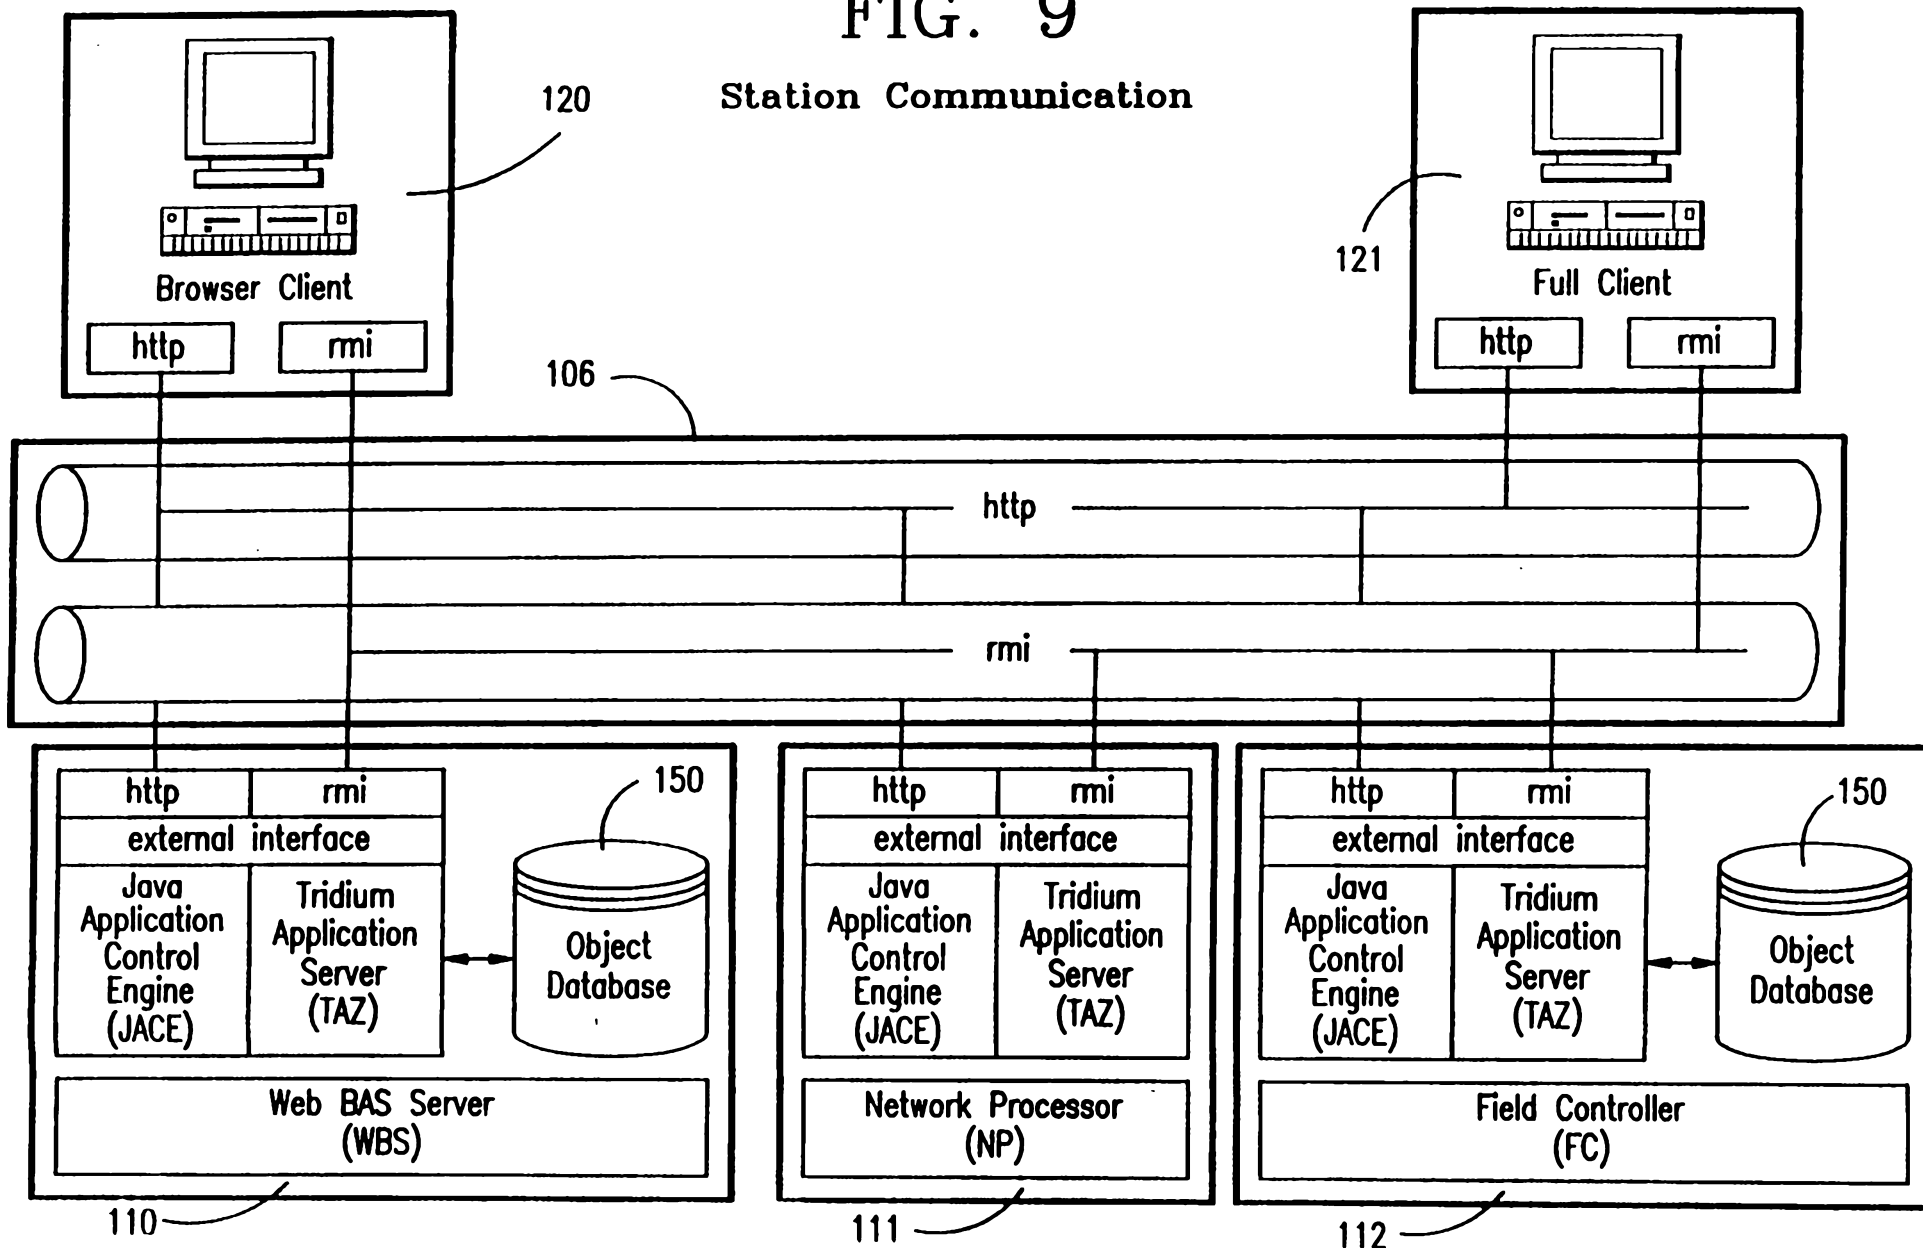 FIG. 9
Station Communication
120
Browser Client
http rmi
121
Full Client
http rmi
106
http
rmi
http rmi
external interface
Java
Application
Control
Engine
(JACE)
Tridium
Application
Server
(TAZ)
150
Object
Database
Web BAS Server
(WBS)
110
http rmi
external interface
Java
Application
Control
Engine
(JACE)
Tridium
Application
Server
(TAZ)
Network Processor
(NP)
111
http rmi
external interface
Java
Application
Control
Engine
(JACE)
Tridium
Application
Server
(TAZ)
150
Object
Database
Field Controller
(FC)
112